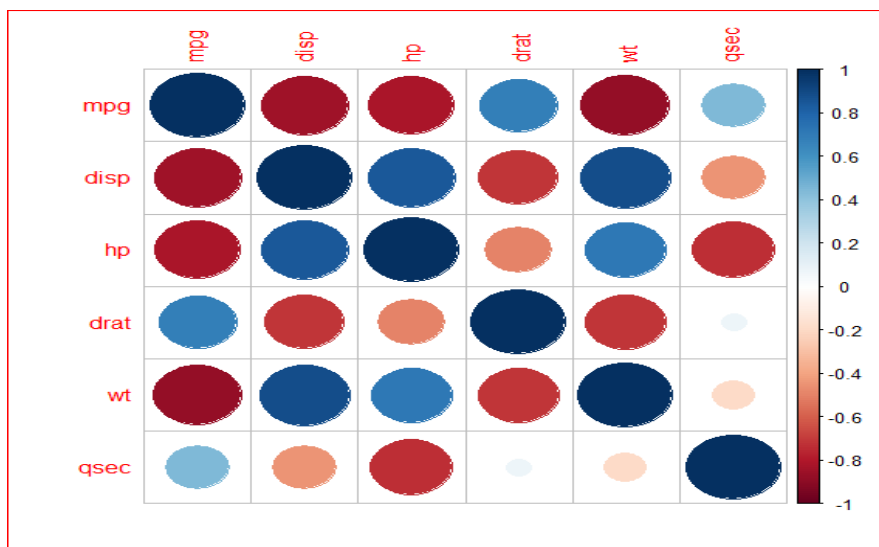 mpg disp hp drat wt qsec
mpg
disp
hp
drat
wt
qsec
1
0.8
0.6
0.4
0.2
0
-0.2
-0.4
-0.6
-0.8
-1